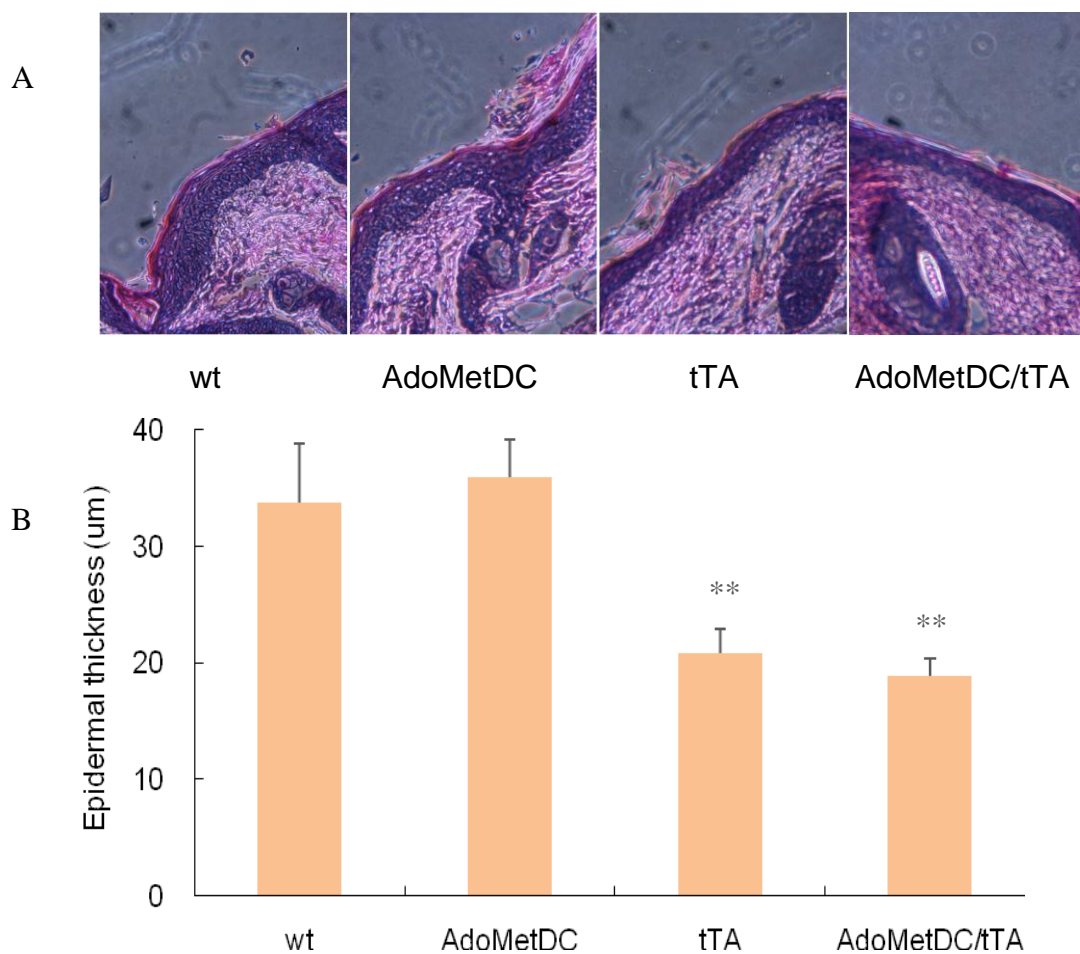 A
wt AdoMetDC tTA AdoMetDC/tTA
B
Epidermal thickness (um)
40
30
20
10
0
**
**
wt AdoMetDC tTA AdoMetDC/tTA